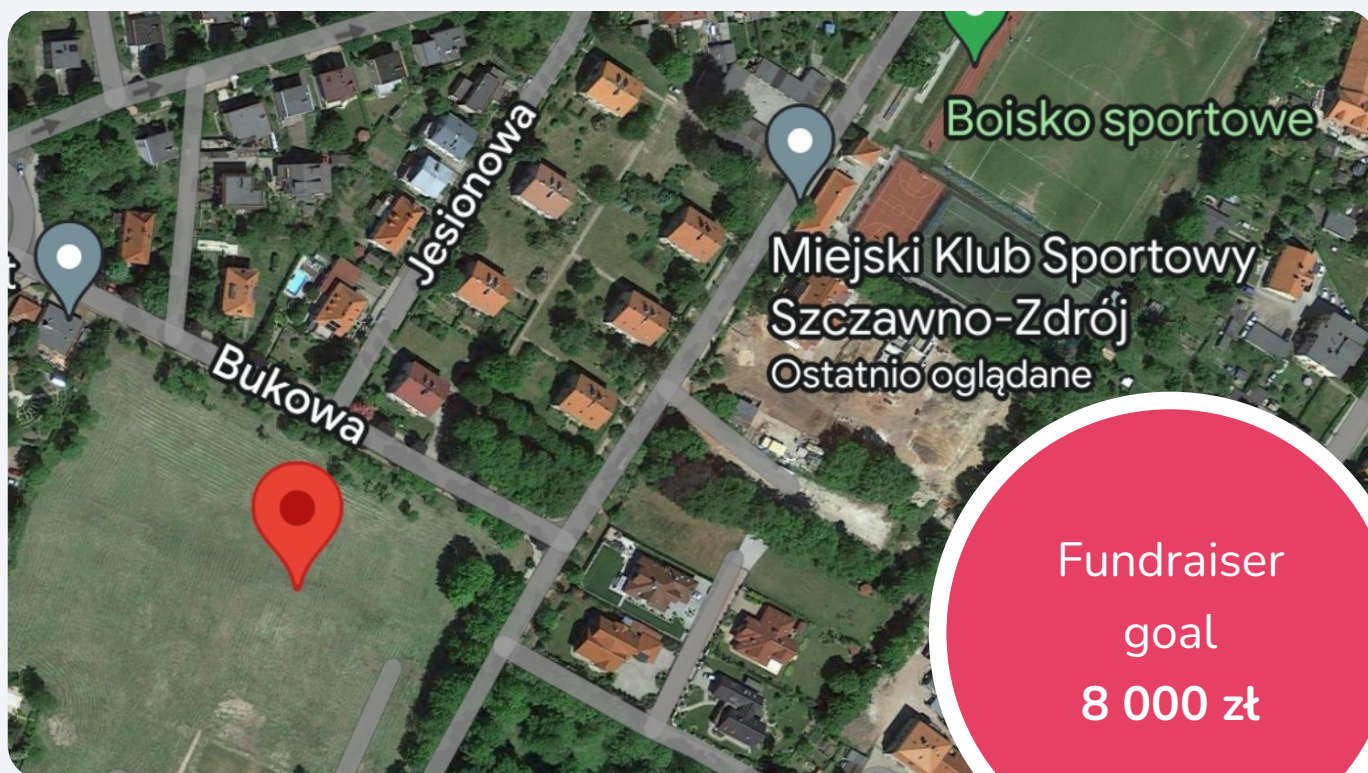 Boisko sportowe
Jesionowa
Miejski Klub Sportowy
Szczawno-Zdrój
Ostatnio oglądane
Bukowa
Fundraiser
goal
8 000 zł